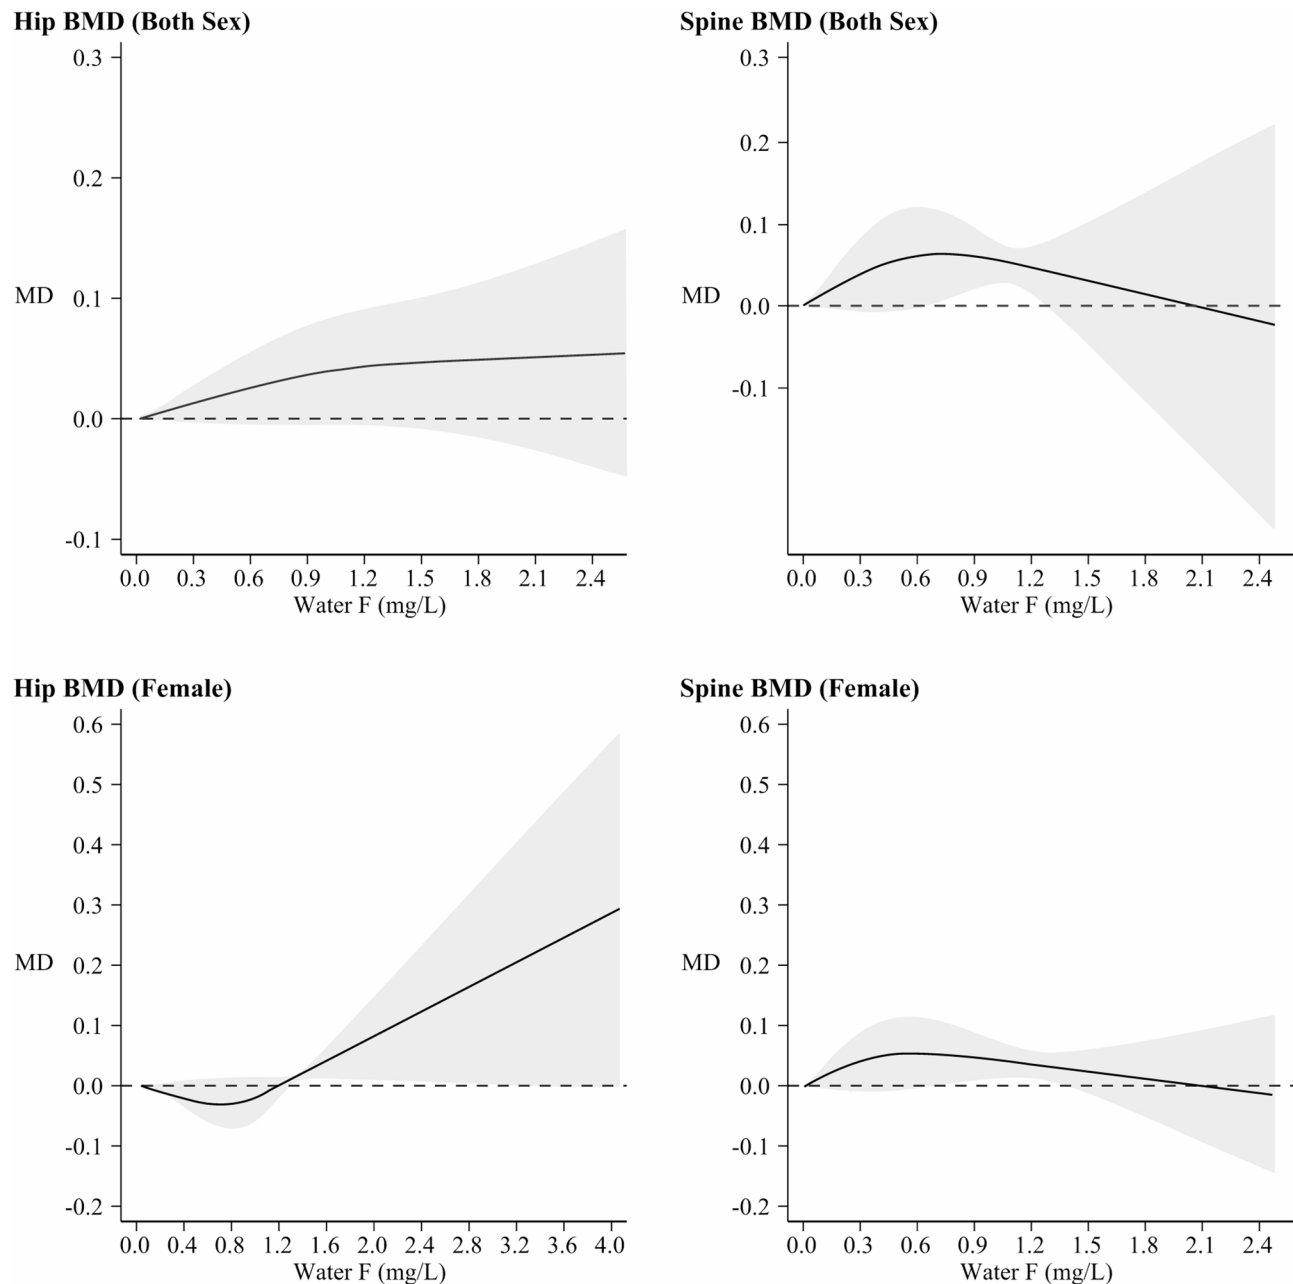 Hip BMD (Both Sex)
0.3
0.2
MD
0.1
0.0
-0.1
0.0 0.3 0.6 0.9 1.2 1.5 1.8 2.1 2.4
Water F (mg/L)
Spine BMD (Both Sex)
0.3
0.2
0.1
MD
0.0
-0.1
0.0 0.3 0.6 0.9 1.2 1.5 1.8 2.1 2.4
Water F (mg/L)
Hip BMD (Female)
0.6
0.5
0.4
0.3
MD
0.2
0.1
0.0
-0.1
-0.2
0.0 0.4 0.8 1.2 1.6 2.0 2.4 2.8 3.2 3.6 4.0
Water F (mg/L)
Spine BMD (Female)
0.6
0.5
0.4
0.3
MD
0.2
0.1
0.0
-0.1
-0.2
0.0 0.3 0.6 0.9 1.2 1.5 1.8 2.1 2.4
Water F (mg/L)